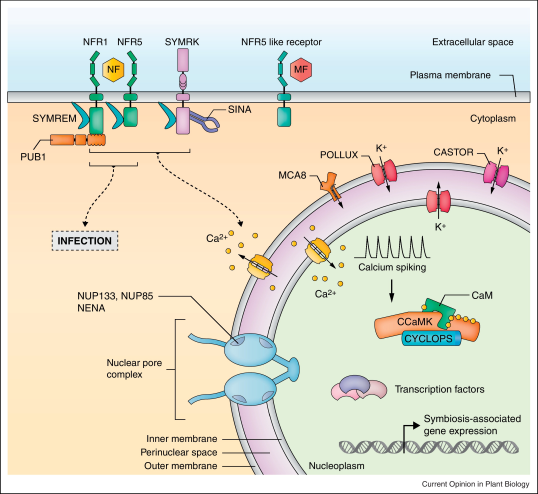 NFR1 NFR5 SYMRK NFR5 like receptor Extracellular space
NF
MF
Plasma membrane
SYMREM
SINA
Cytoplasm
PUB1
POLLUX
K+
CASTOR
K+
MCA8
K+
INFECTION
Ca2+
Ca2+
Calcium spiking
NUP133, NUP85
NENA
CaM
CCaMK
CYCLOPS
Nuclear pore
complex
Transcription factors
Symbiosis-associated
gene expression
Inner membrane
Perinuclear space
Outer membrane
Nucleoplasm
Current Opinion in Plant Biology